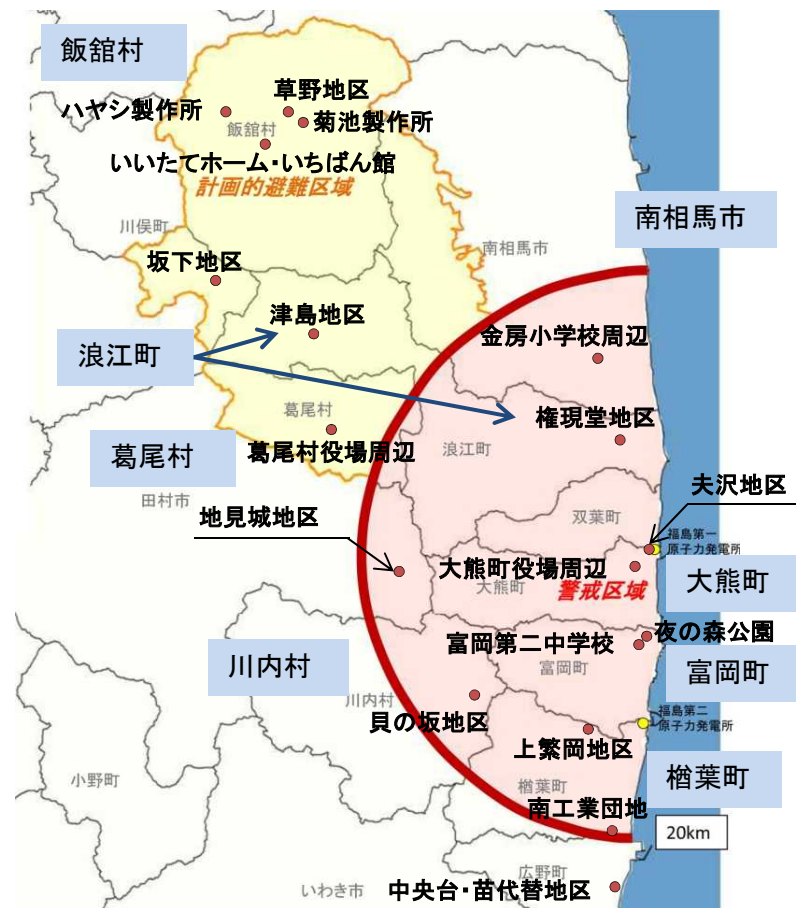 飯舘村
草野地区
ハヤシ製作所
菊池製作所
飯舘村
いいたてホーム・いちばん館
計画的避難区域
南相馬市
川俣町
南相馬市
坂下地区
津島地区
金房小学校周辺
浪江町
葛尾村
権現堂地区
葛尾村役場周辺
浪江町
葛尾村
夫沢地区
田村市
地見城地区
双葉町
福島第一
原子力発電所
大熊町役場周辺
大熊町
警戒区域
大熊町
夜の森公園
富岡第二中学校
川内村
富岡町
富岡町
川内村
貝の坂地区
福島第二
原子力発電所
上繁岡地区
小野町
楢葉町
楢葉町
南工業団地
20km
広野町
いわき市
中央台・苗代替地区